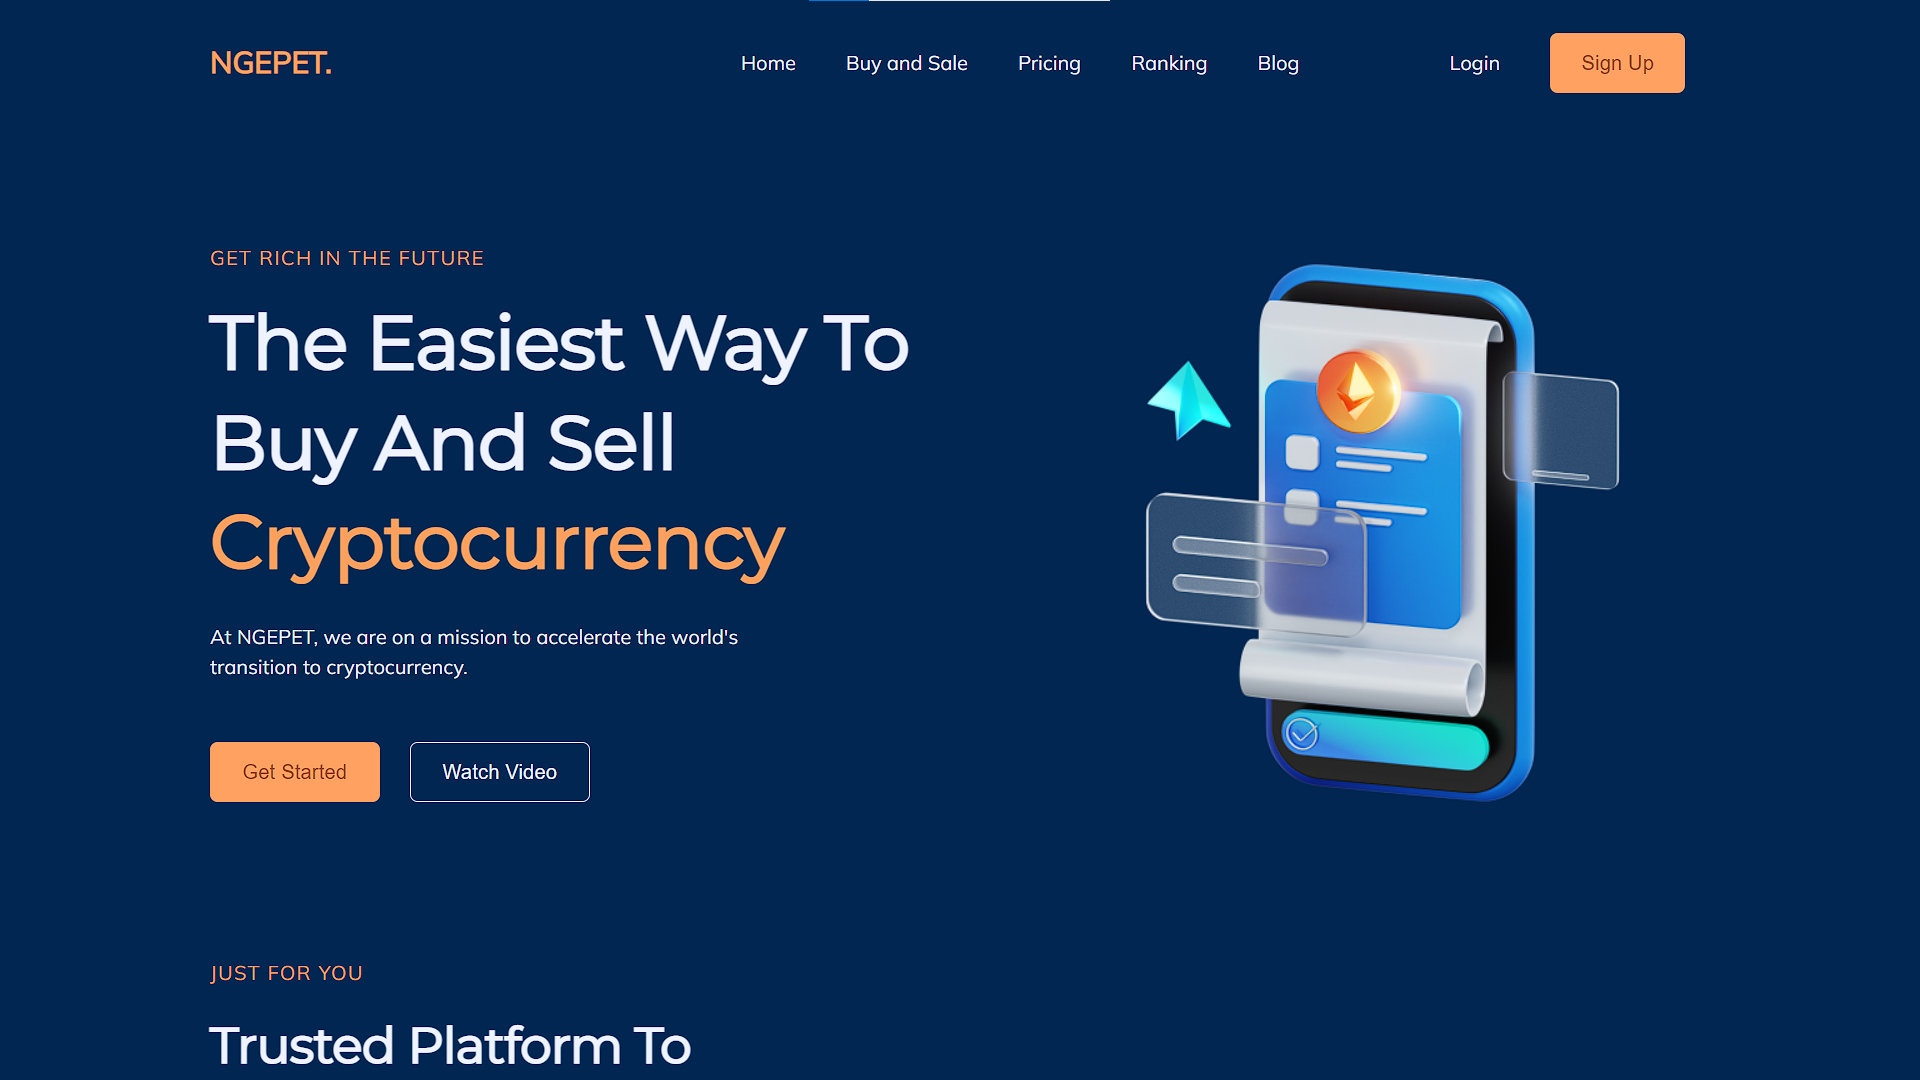 NGEPET.
Home
Buy and Sale
Pricing
Ranking
Blog
Login
Sign Up
GET RICH IN THE FUTURE
The Easiest Way To
Buy And Sell
Cryptocurrency
At NGEPET, we are on a mission to accelerate the world's
transition to cryptocurrency.
Get Started
Watch Video
JUST FOR YOU
Trusted Platform To